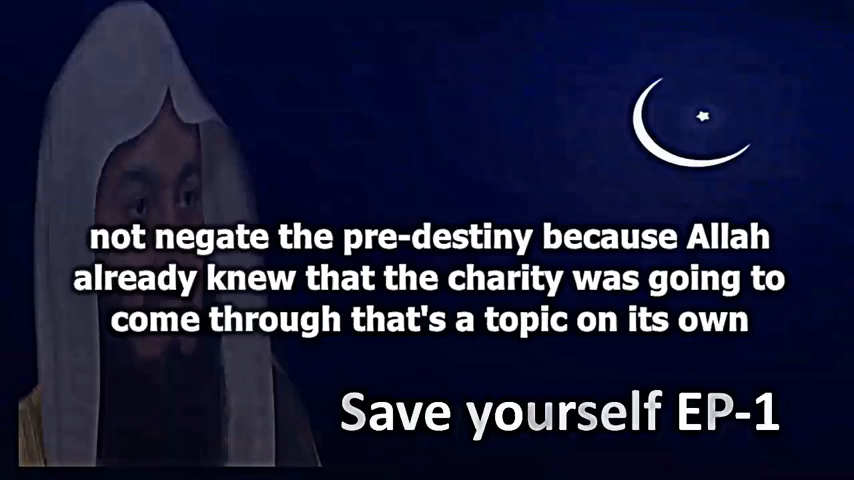 not negate the pre-destiny because Allah
already knew that the charity was going to
come through that's a topic on its own
Save yourself EP-1